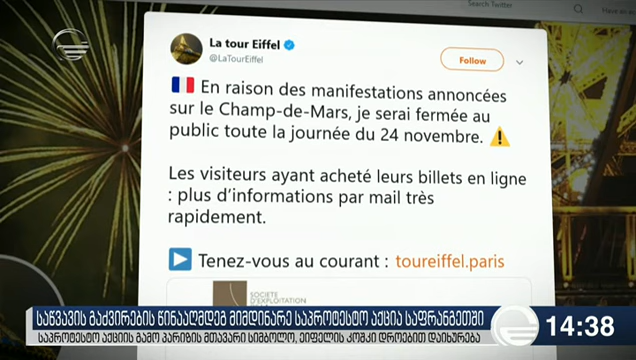 Search Twitter
La tour Eiffel
@LaTourEiffel
Follow
🇫🇷 En raison des manifestations annoncées
sur le Champ-de-Mars, je serai fermée au
public toute la journée du 24 novembre. ⚠️
Les visiteurs ayant acheté leurs billets en ligne
: plus d'informations par mail très
rapidement.
▶️ Tenez-vous au courant : toureiffel.paris
SOCIETE
D'EXPLOITATION
საწვავის გაძვირების წინააღმდეგ მიმდინარე საპროტესტო აქცია საფრანგეთში
საპროტესტო აქციის გამო პარიზის მთავარი სიმბოლო, ეიფელის კოშკი დროებით დაიხურება
14:38